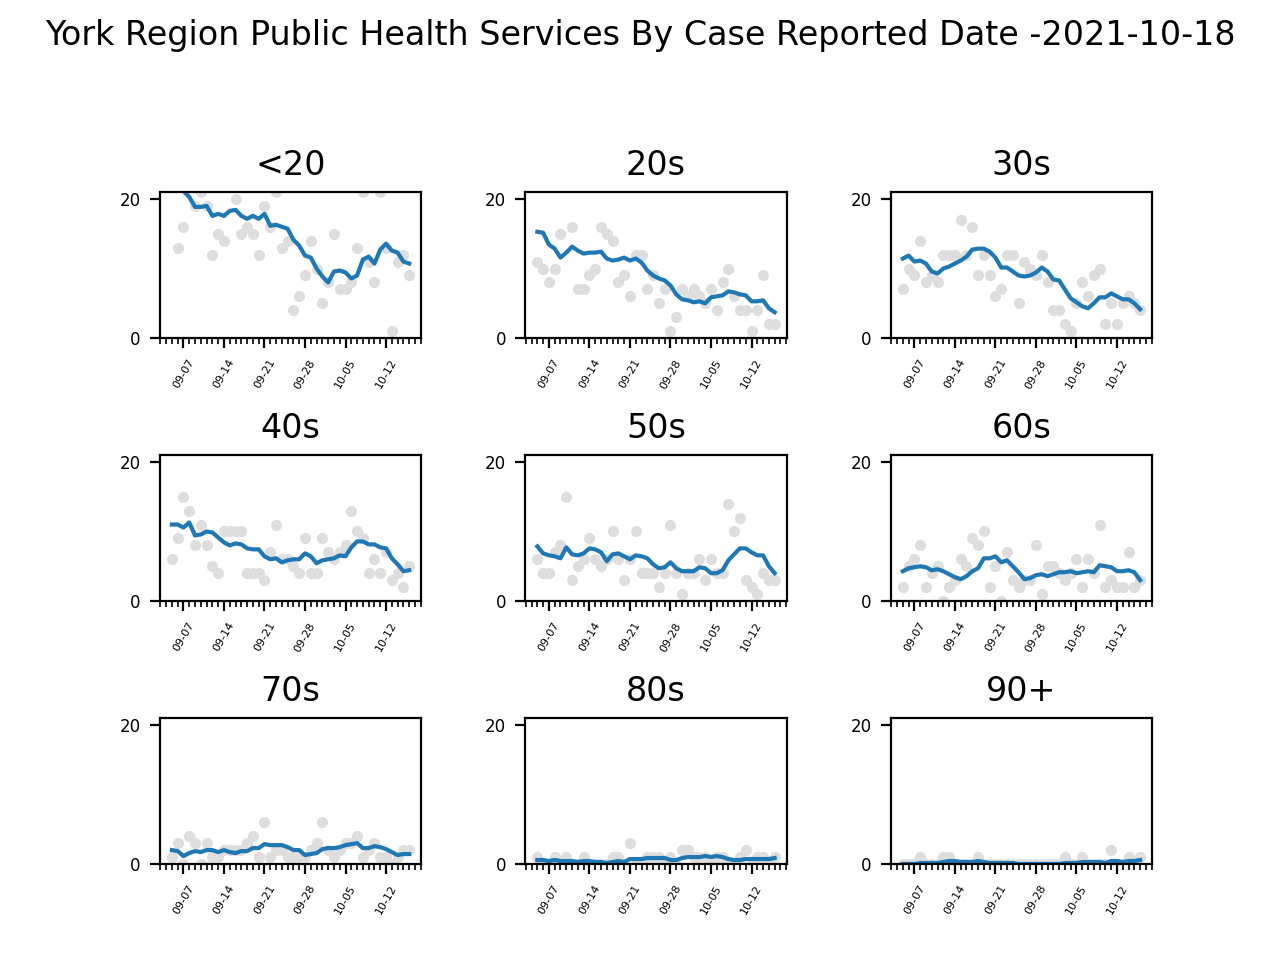 York Region Public Health Services By Case Reported Date -2021-10-18
<20 20s 30s
20 20 20
0 0 0
09-07 09-14 09-21 09-28 10-05 10-12 09-07 09-14 09-21 09-28 10-05 10-12 09-07 09-14 09-21 09-28 10-05 10-12
40s 50s 60s
20 20 20
0 0 0
09-07 09-14 09-21 09-28 10-05 10-12 09-07 09-14 09-21 09-28 10-05 10-12 09-07 09-14 09-21 09-28 10-05 10-12
70s 80s 90+
20 20 20
0 0 0
09-07 09-14 09-21 09-28 10-05 10-12 09-07 09-14 09-21 09-28 10-05 10-12 09-07 09-14 09-21 09-28 10-05 10-12